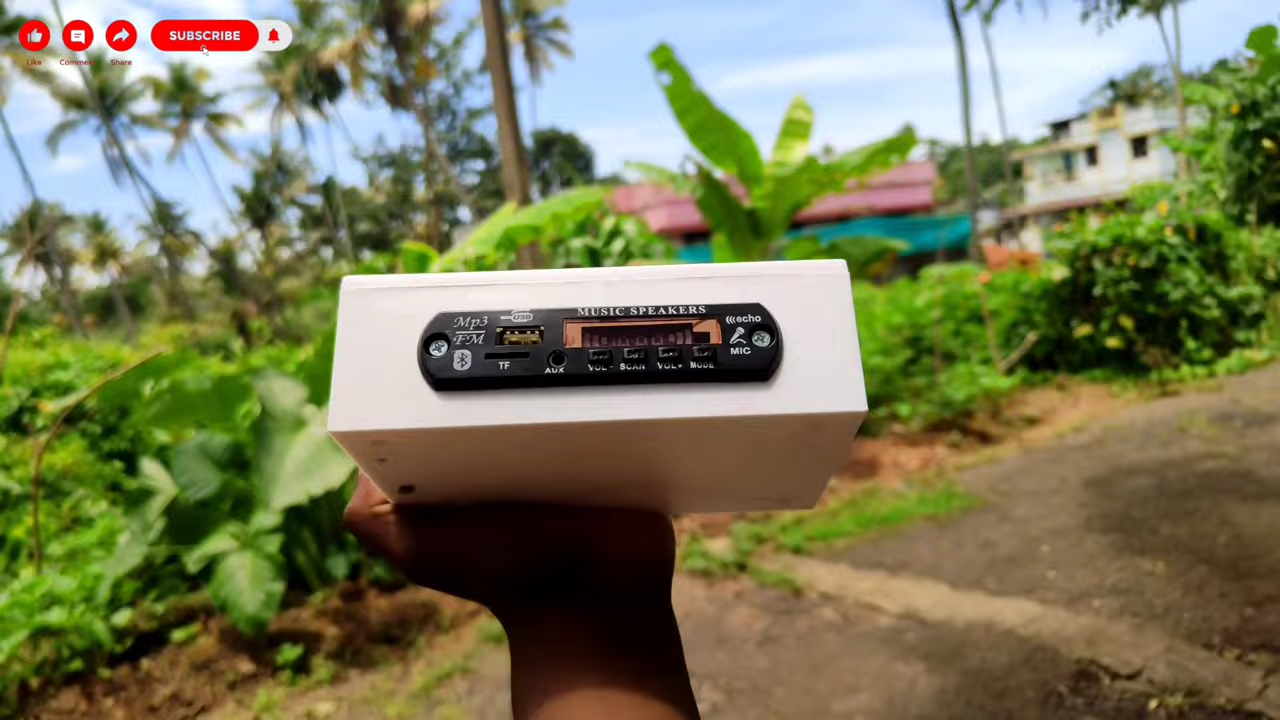 SUBSCRIBE
Like
Comment
Share
MUSIC SPEAKERS
Mp3
FM
USB
(((echo
MIC
TF
AUX
VOL-
SCAN
VOL+
MODE